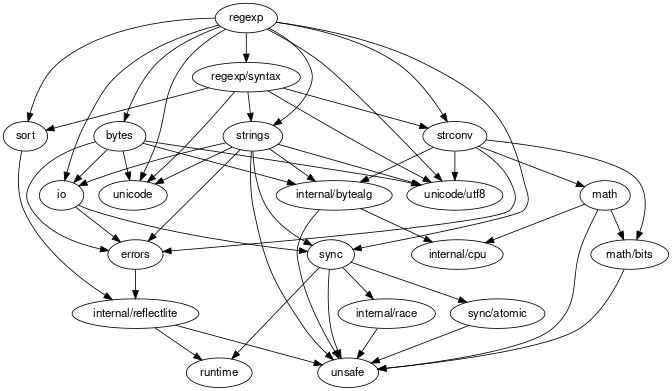 regexp
regexp/syntax
sort
bytes
strings
strconv
io
unicode
internal/bytealg
unicode/utf8
math
errors
sync
internal/cpu
math/bits
internal/reflectlite
internal/race
sync/atomic
runtime
unsafe